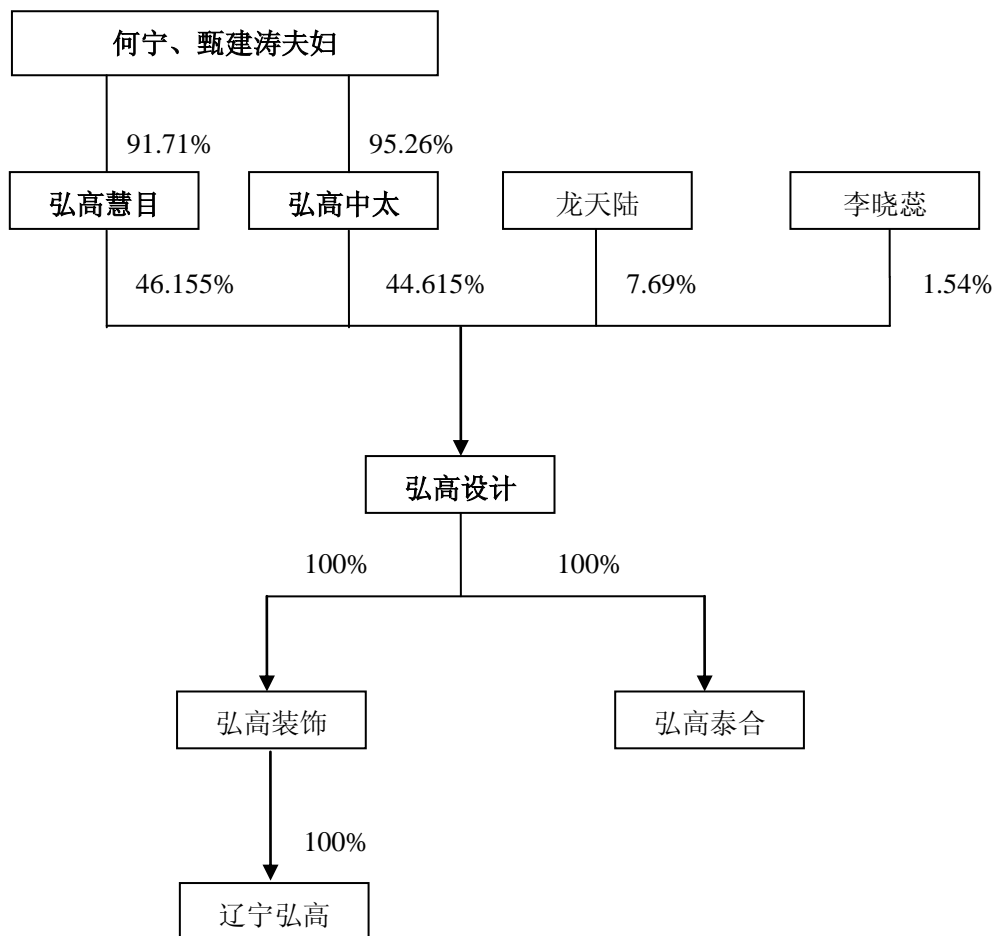 何宁、甄建涛夫妇
91.71%
95.26%
弘高慧目
弘高中太
龙天陆
李晓蕊
46.155%
44.615%
7.69%
1.54%
弘高设计
100%
100%
弘高装饰
弘高泰合
100%
辽宁弘高